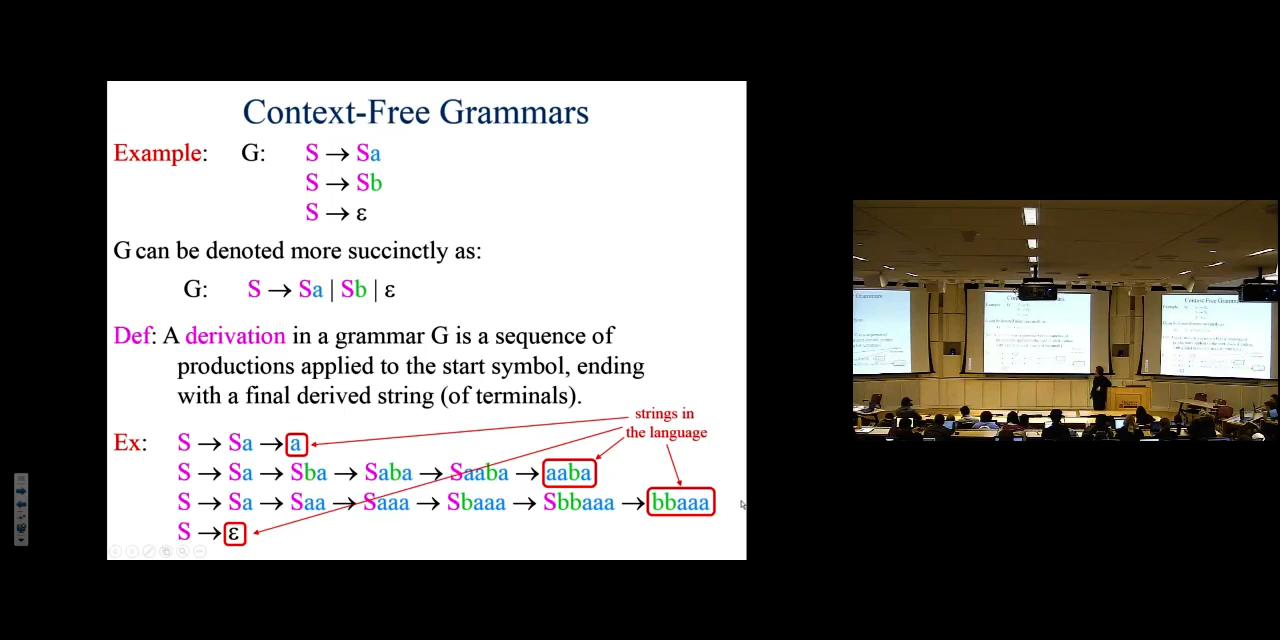 Context-Free Grammars
Example: G: S → Sa
S → Sb
S → ε
G can be denoted more succinctly as:
G: S → Sa | Sb | ε
Def: A derivation in a grammar G is a sequence of
productions applied to the start symbol, ending
with a final derived string (of terminals).
strings in
the language
Ex: S → Sa → a
S → Sa → Sba → Saba → Saaba → aaba
S → Sa → Saa → Saaa → Sbaaa → Sbbaaa → bbaaa
S → ε